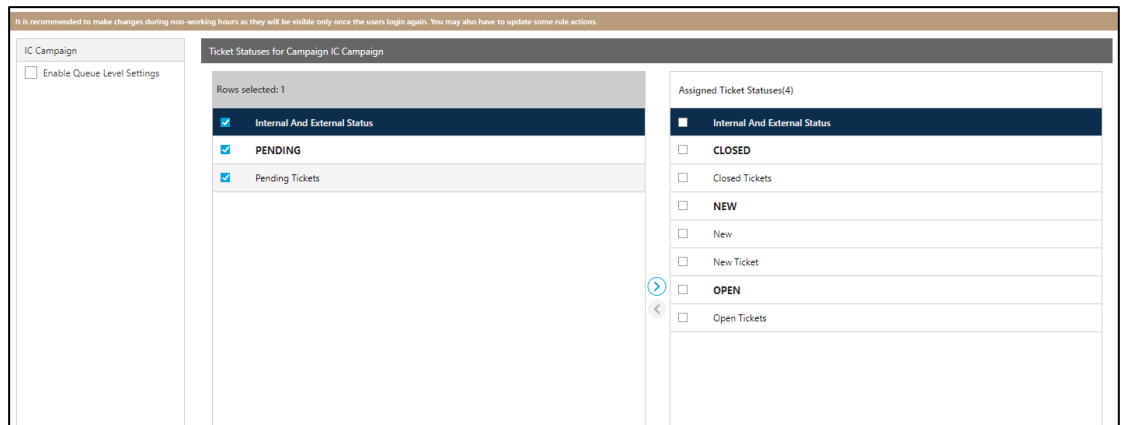 It is recommended to make changes during non-working hours as they will be visible only once the users login again. You may also have to update some rule actions.
IC Campaign
Enable Queue Level Settings
Ticket Statuses for Campaign IC Campaign
Rows selected: 1
Internal And External Status
PENDING
Pending Tickets
Assigned Ticket Statuses(4)
Internal And External Status
CLOSED
Closed Tickets
NEW
New
New Ticket
OPEN
Open Tickets